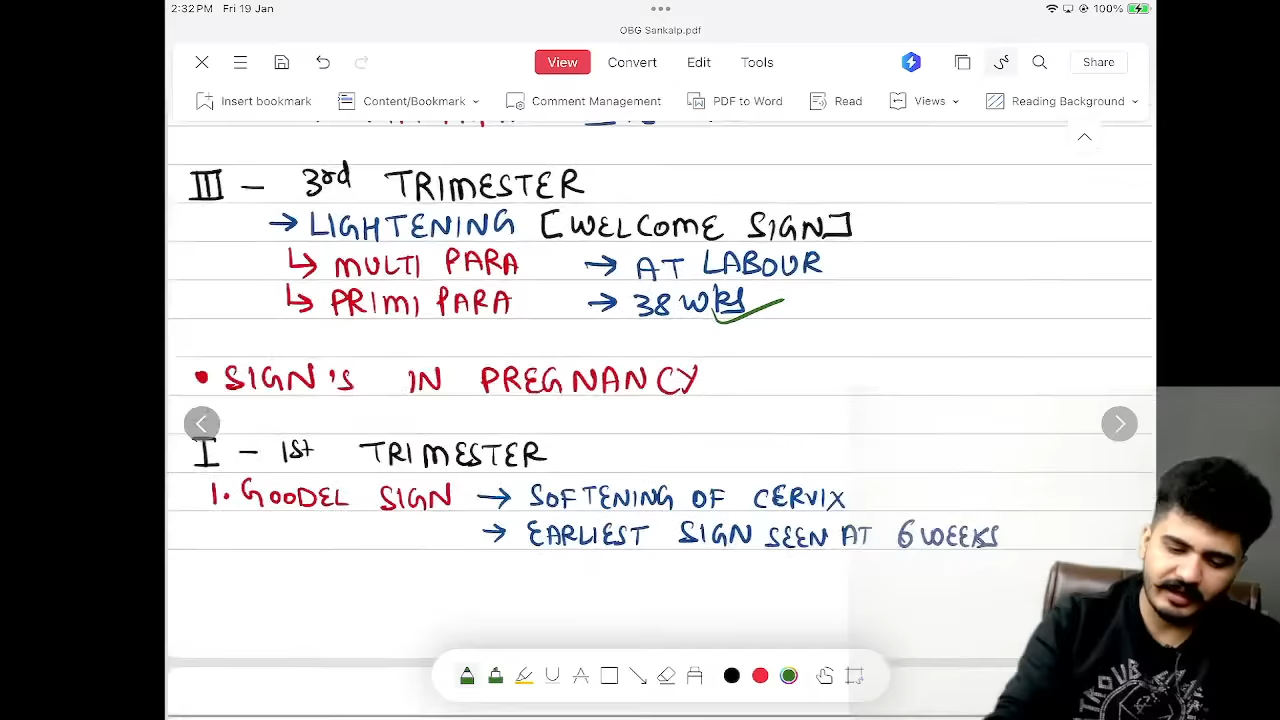 2:32 PM Fri 19 Jan
100%
OBG Sankalp.pdf
View Convert Edit Tools Share
Insert bookmark Content/Bookmark Comment Management PDF to Word Read Views Reading Background
III – 3rd TRIMESTER
→ LIGHTENING [WELCOME SIGN]
↳ MULTI PARA → AT LABOUR
↳ PRIMI PARA → 38 WKS
• SIGN'S IN PREGNANCY
I – 1st TRIMESTER
1. GOODEL SIGN → SOFTENING OF CERVIX
→ EARLIEST SIGN SEEN AT 6 WEEKS